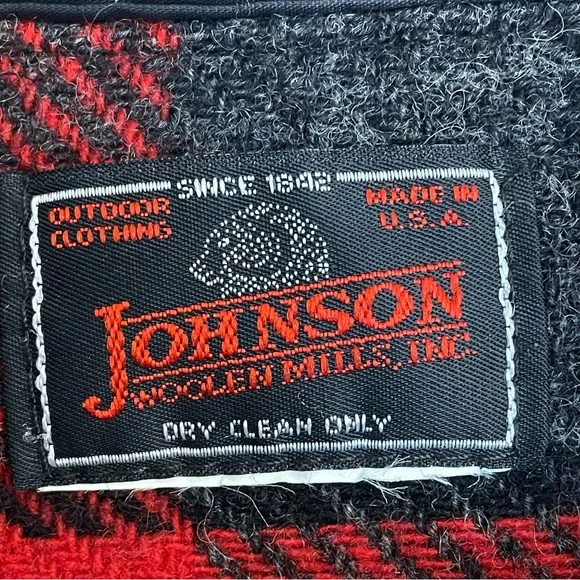 SINCE 1842
OUTDOOR
CLOTHING
MADE IN
U.S.A.
JOHNSON
WOOLEN MILLS, INC.
DRY CLEAN ONLY